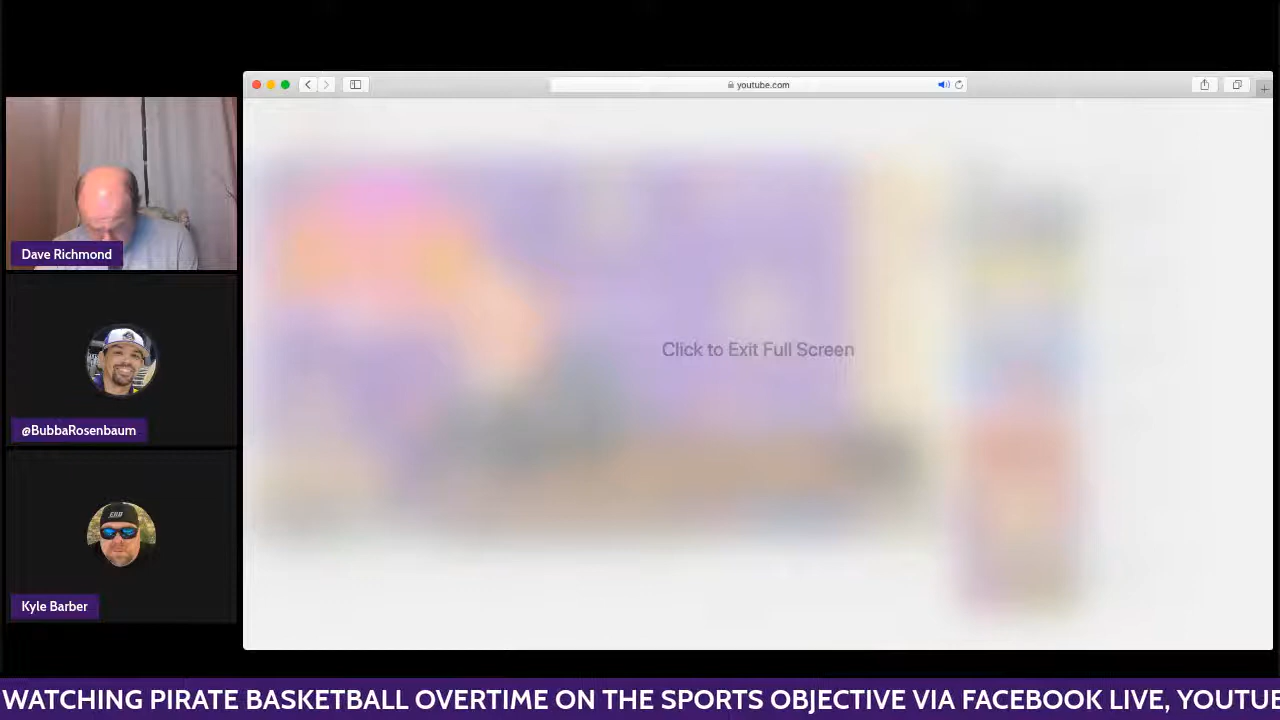 youtube.com
Dave Richmond
Click to Exit Full Screen
@BubbaRosenbaum
Kyle Barber
WATCHING PIRATE BASKETBALL OVERTIME ON THE SPORTS OBJECTIVE VIA FACEBOOK LIVE, YOUTUBE